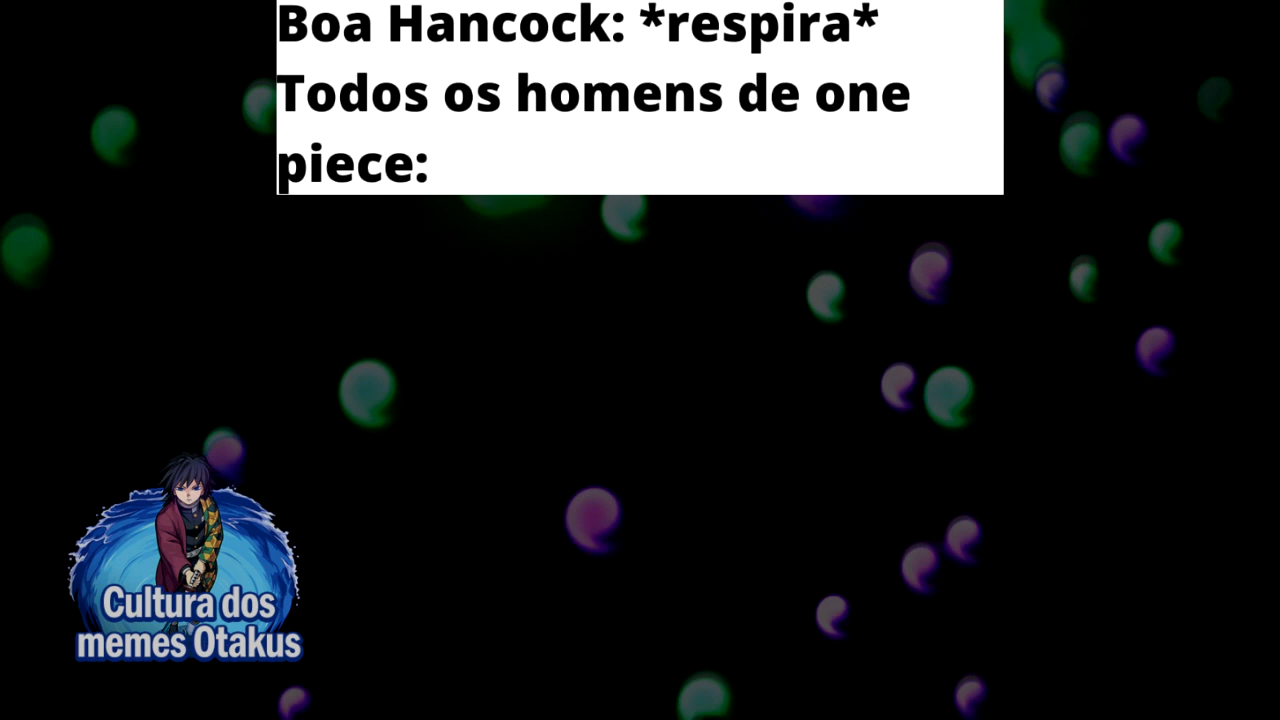 Boa Hancock: *respira*
Todos os homens de one
piece:
Cultura dos
memes Otakus